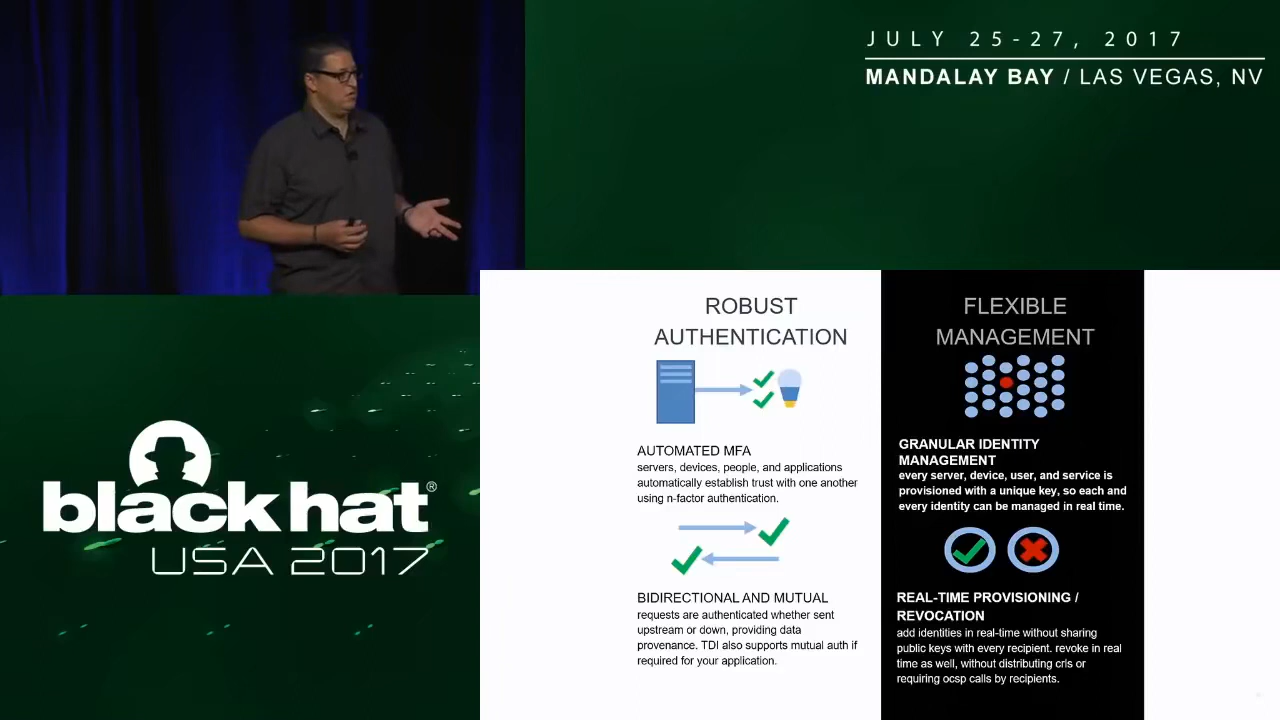 JULY 25-27, 2017
MANDALAY BAY / LAS VEGAS, NV
black hat®
USA 2017
ROBUST
AUTHENTICATION
AUTOMATED MFA
servers, devices, people, and applications
automatically establish trust with one another
using n-factor authentication.
BIDIRECTIONAL AND MUTUAL
requests are authenticated whether sent
upstream or down, providing data
provenance. TDI also supports mutual auth if
required for your application.
FLEXIBLE
MANAGEMENT
GRANULAR IDENTITY
MANAGEMENT
every server, device, user, and service is
provisioned with a unique key, so each and
every identity can be managed in real time.
REAL-TIME PROVISIONING /
REVOCATION
add identities in real-time without sharing
public keys with every recipient. revoke in real
time as well, without distributing crls or
requiring ocsp calls by recipients.